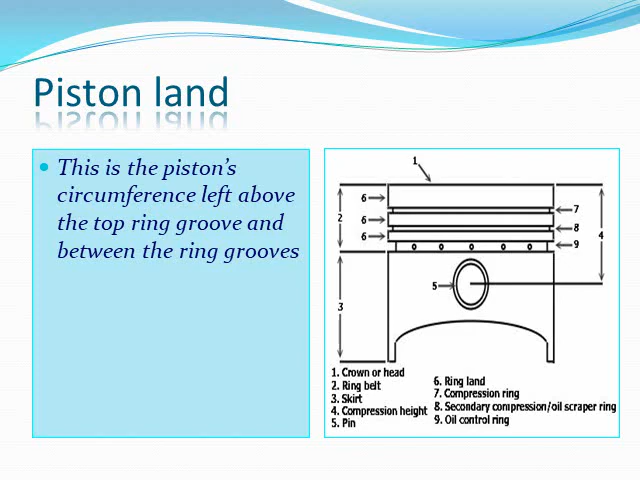 Piston land
This is the piston's
circumference left above
the top ring groove and
between the ring grooves
1
6
7
2
6
8
4
6
9
5
3
1. Crown or head
2. Ring belt
3. Skirt
4. Compression height
5. Pin
6. Ring land
7. Compression ring
8. Secondary compression/oil scraper ring
9. Oil control ring